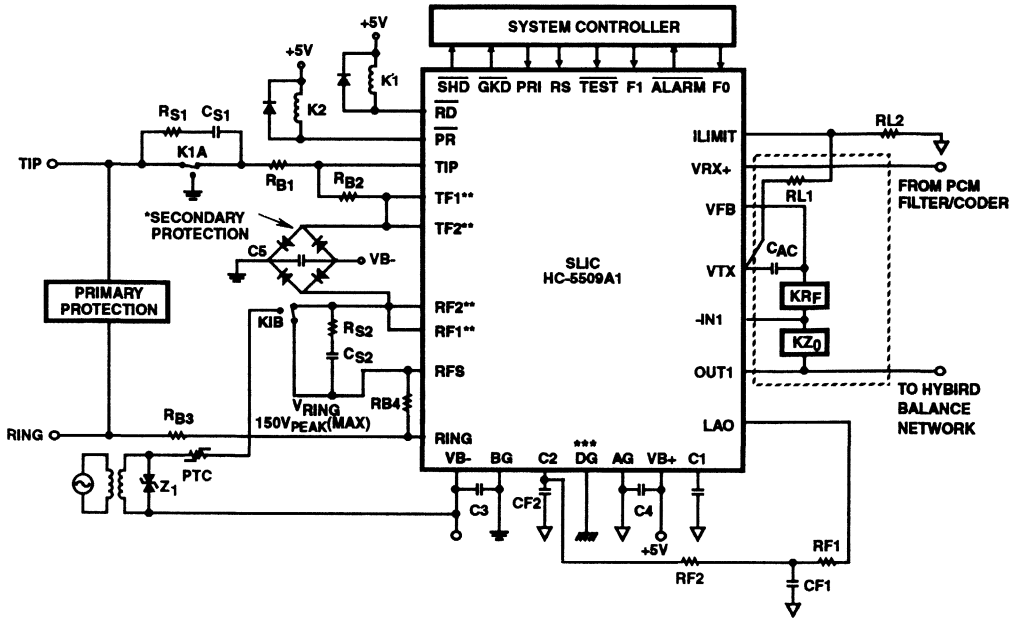 SYSTEM CONTROLLER
+5V
+5V
K1
K2
SHD GKD PRI RS TEST F1 ALARM F0
RD
PR
RS1 CS1
K1A
TIP
RB1
TIP
RB2
TF1**
TF2**
*SECONDARY
PROTECTION
C5
VB-
SLIC
HC-5509A1
ILIMIT
RL2
VRX+
FROM PCM
FILTER/CODER
RL1
VFB
CAC
VTX
KRF
-IN1
KZ0
OUT1
TO HYBIRD
BALANCE
NETWORK
LAO
PRIMARY
PROTECTION
KIB
RF2**
RS2
RF1**
CS2
RFS
VRING
150VPEAK(MAX)
RB4
RING
RB3
RING
PTC
Z1
VB- BG C2 *** DG AG VB+ C1
C3
CF2
C4
+5V
RF2
RF1
CF1